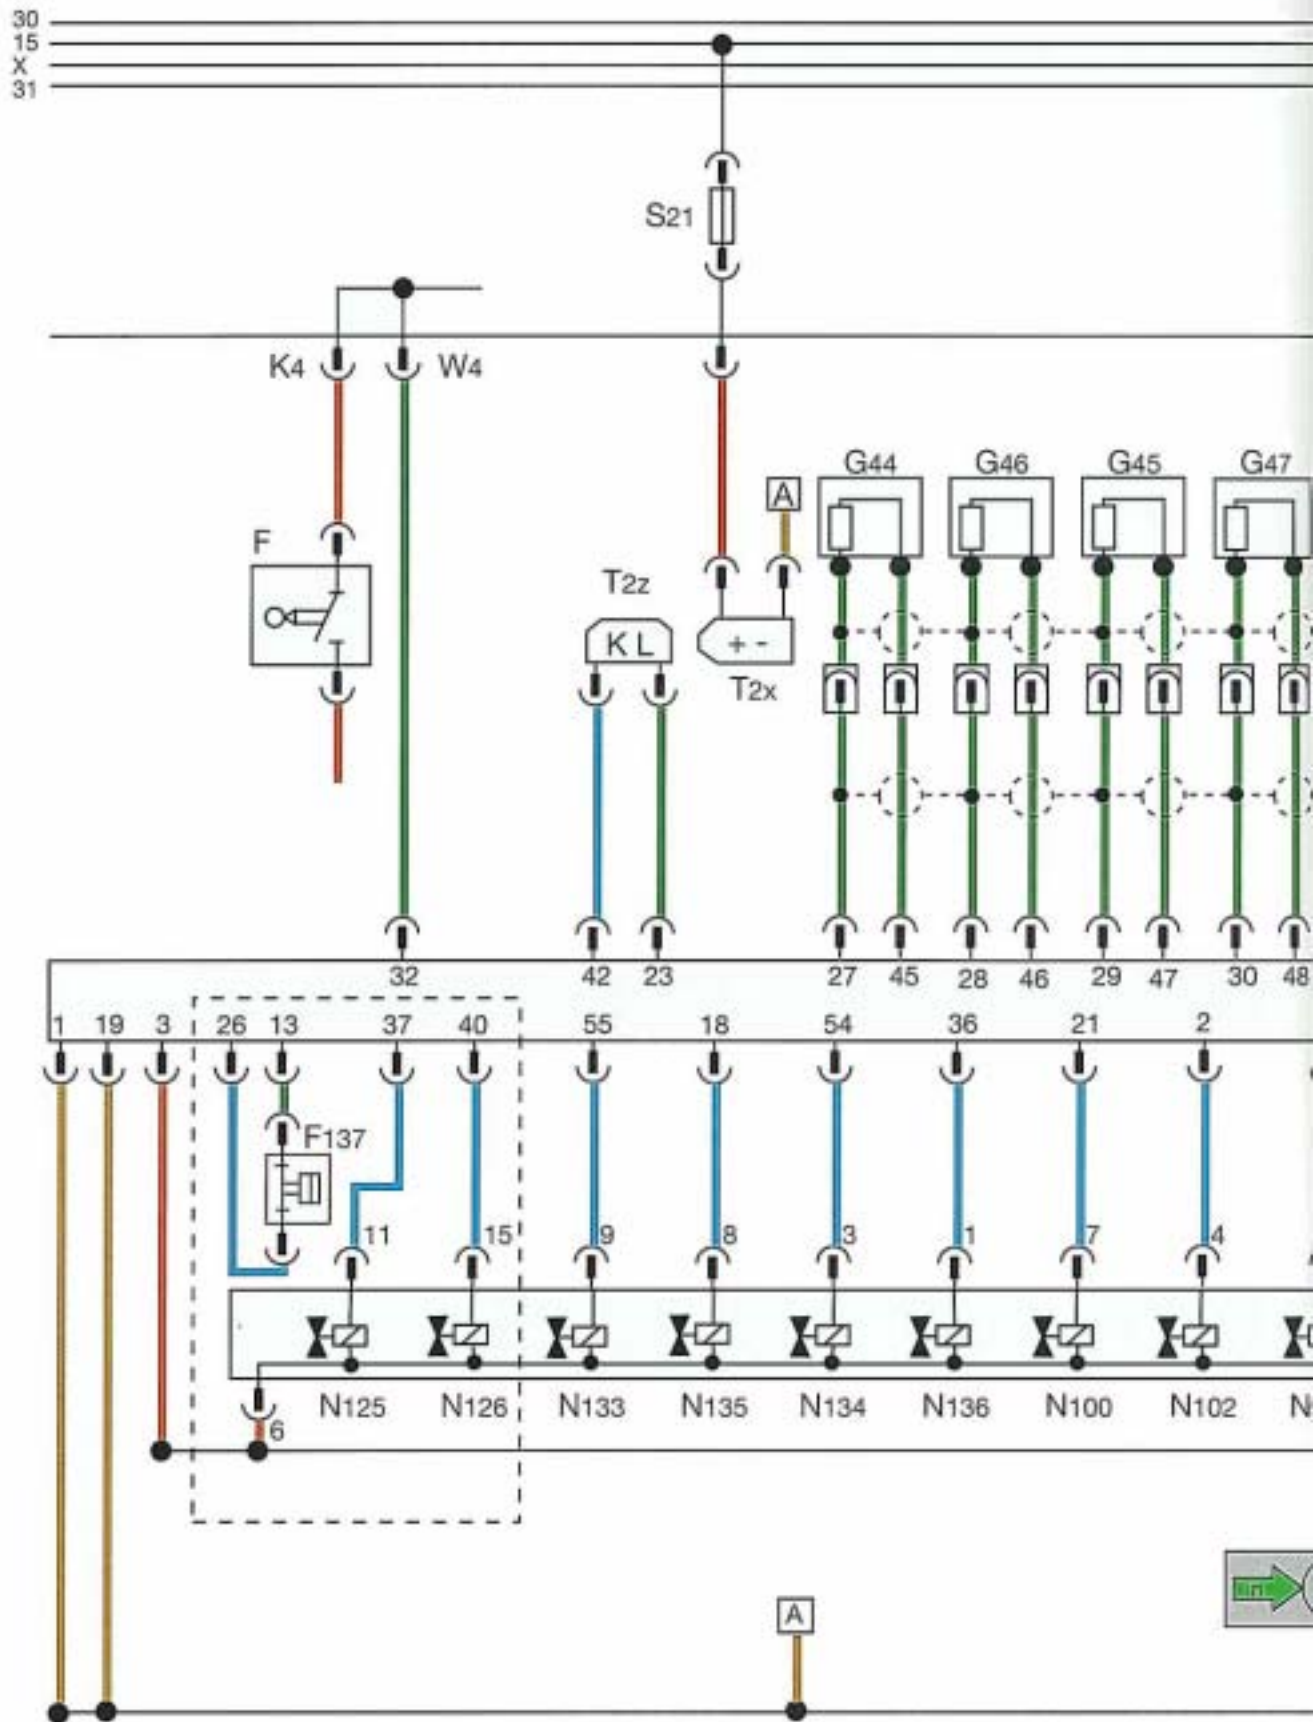 30
15
X
31
S21
K4 W4
G44 G46 G45 G47
A
F
T2z
K L
+ -
T2x
32 42 23 27 45 28 46 29 47 30 48
1 19 3 26 13 37 40 55 18 54 36 21 2
F137
11 15 9 8 3 1 7 4
N125 N126 N133 N135 N134 N136 N100 N102 N
6
A